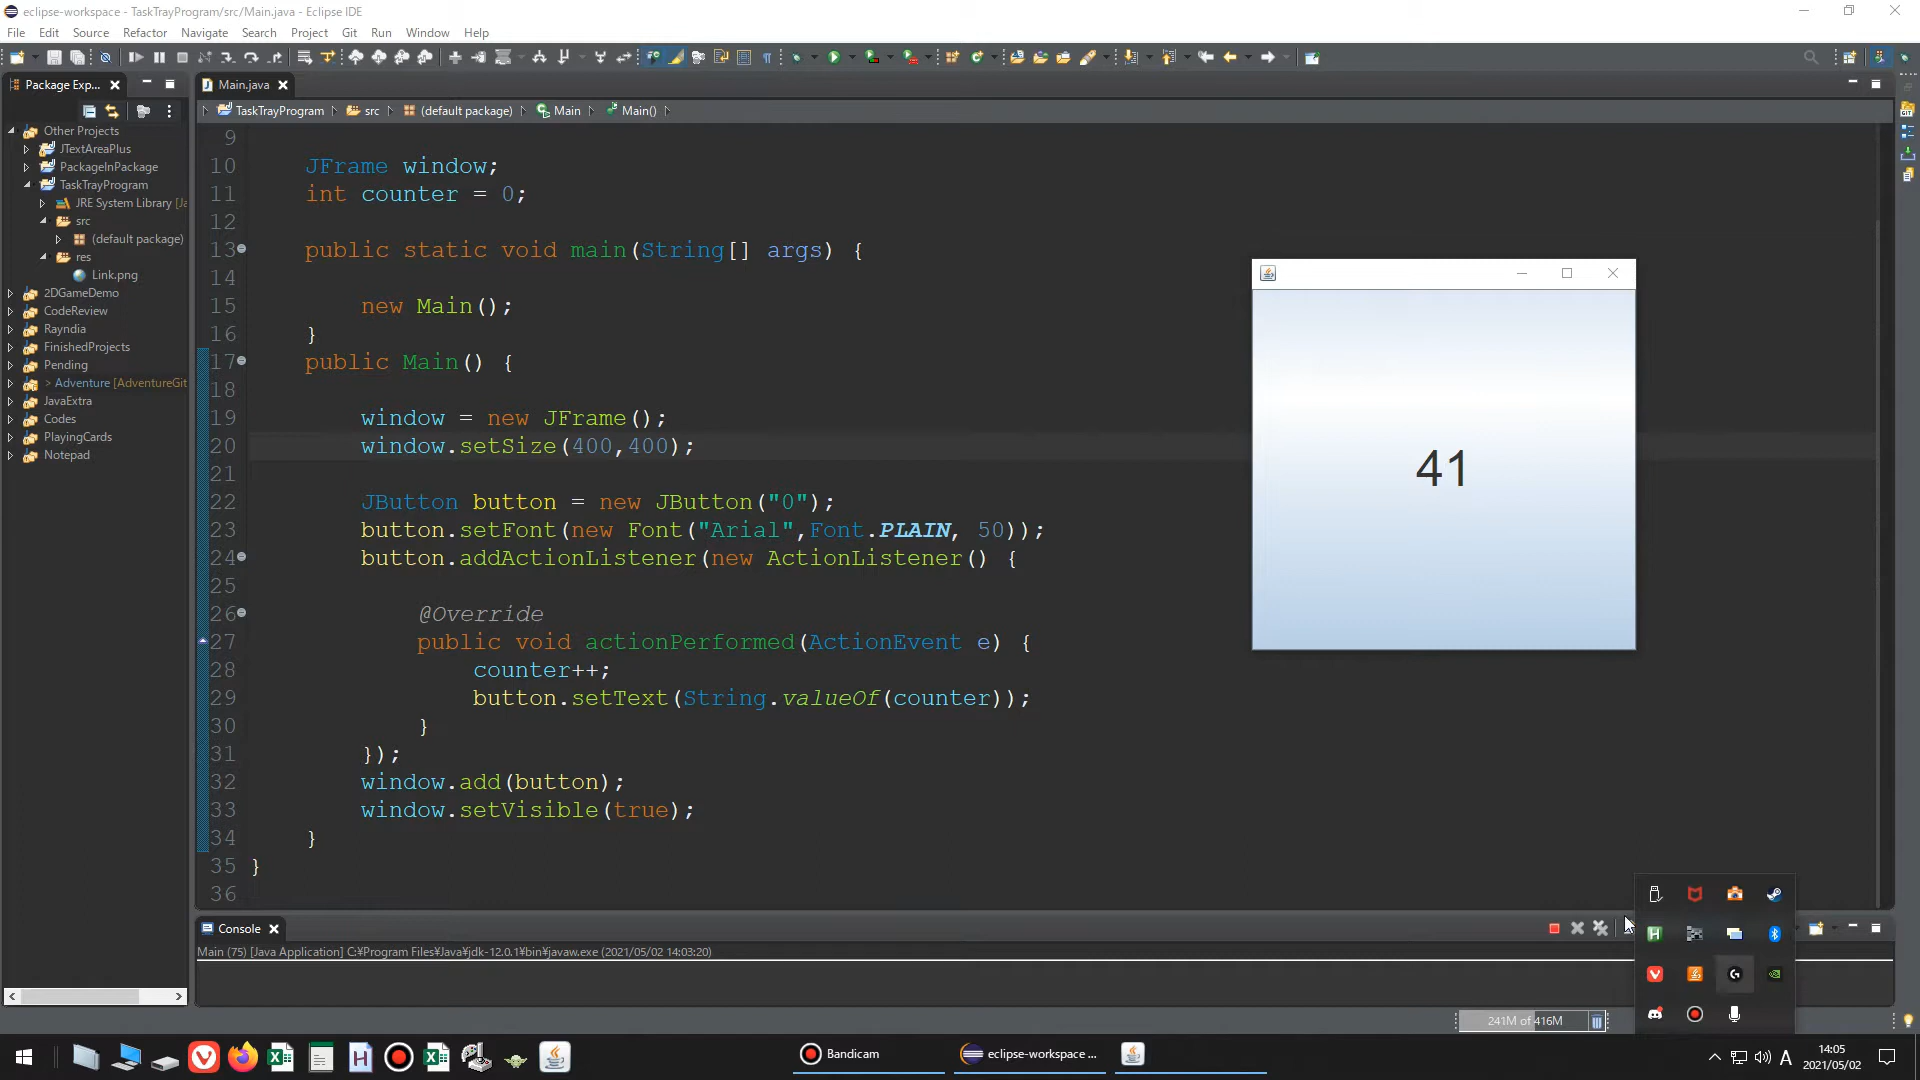 eclipse-workspace - TaskTrayProgram/src/Main.java - Eclipse IDE
File Edit Source Refactor Navigate Search Project Git Run Window Help
Package Exp...
Main.java
TaskTrayProgram src (default package) Main Main()
Other Projects
JTextAreaPlus
PackageInPackage
TaskTrayProgram
JRE System Library [Ja
src
(default package)
res
Link.png
2DGameDemo
CodeReview
Rayndia
FinishedProjects
Pending
> Adventure [AdventureGit
JavaExtra
Codes
PlayingCards
Notepad
9
10 JFrame window;
11 int counter = 0;
12
13 public static void main(String[] args) {
14
15 new Main();
16 }
17 public Main() {
18
19 window = new JFrame();
20 window.setSize(400,400);
21
22 JButton button = new JButton("0");
23 button.setFont(new Font("Arial",Font.PLAIN, 50));
24 button.addActionListener(new ActionListener() {
25
26 @Override
27 public void actionPerformed(ActionEvent e) {
28 counter++;
29 button.setText(String.valueOf(counter));
30 }
31 });
32 window.add(button);
33 window.setVisible(true);
34 }
35 }
36
41
Console
Main (75) [Java Application] C:¥Program Files¥Java¥jdk-12.0.1¥bin¥javaw.exe (2021/05/02 14:03:20)
241M of 416M
Bandicam
eclipse-workspace ...
A
14:05
2021/05/02